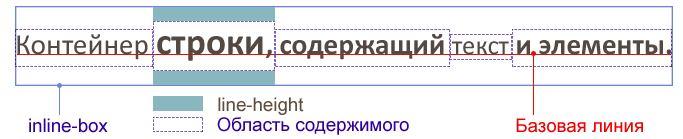 Контейнер строки, содержащий текст и элементы.
line-height
inline-box Область содержимого Базовая линия